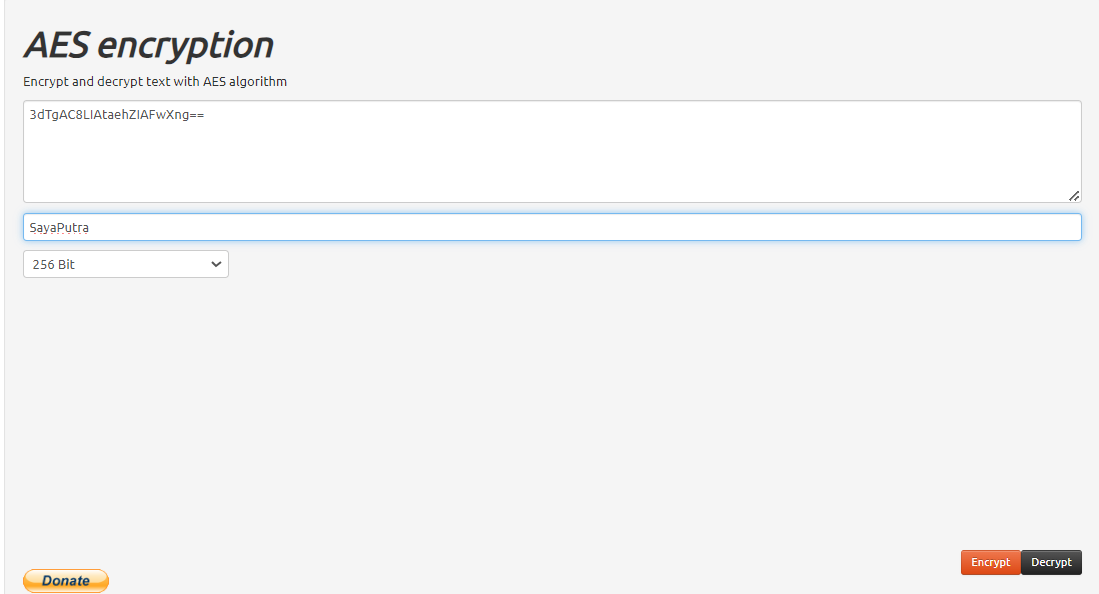 AES encryption
Encrypt and decrypt text with AES algorithm
3dTgAC8LIAtaehZIAFwXng==
SayaPutra
256 Bit
Encrypt Decrypt
Donate